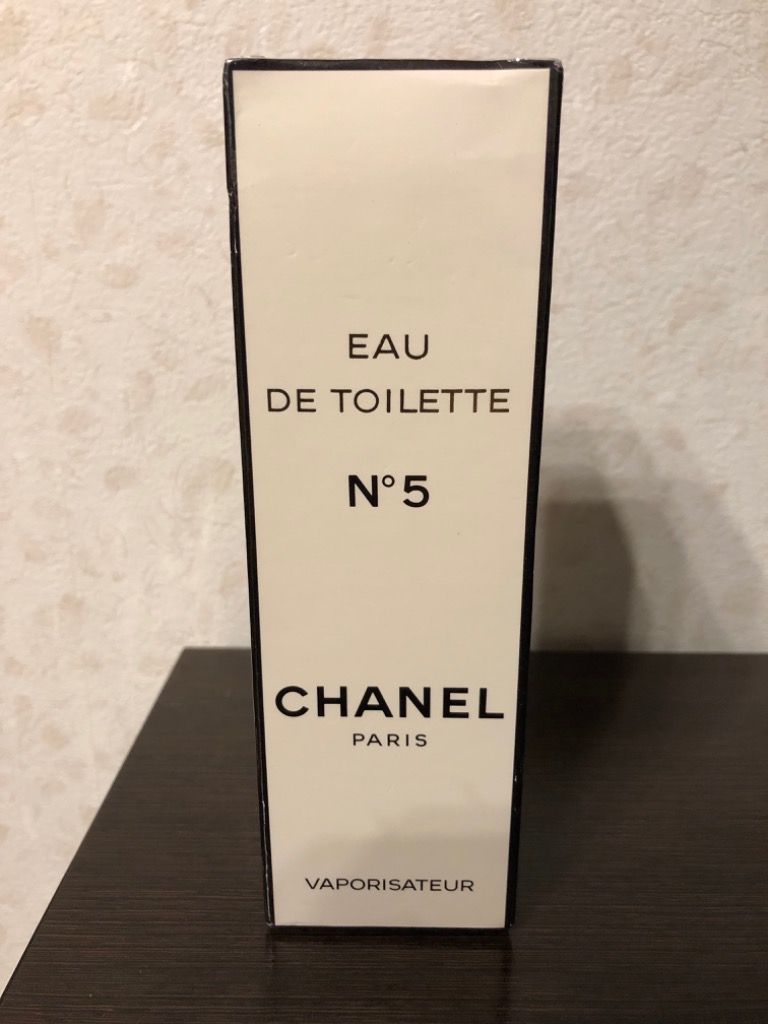 EAU
DE TOILETTE
N°5
CHANEL
PARIS
VAPORISATEUR